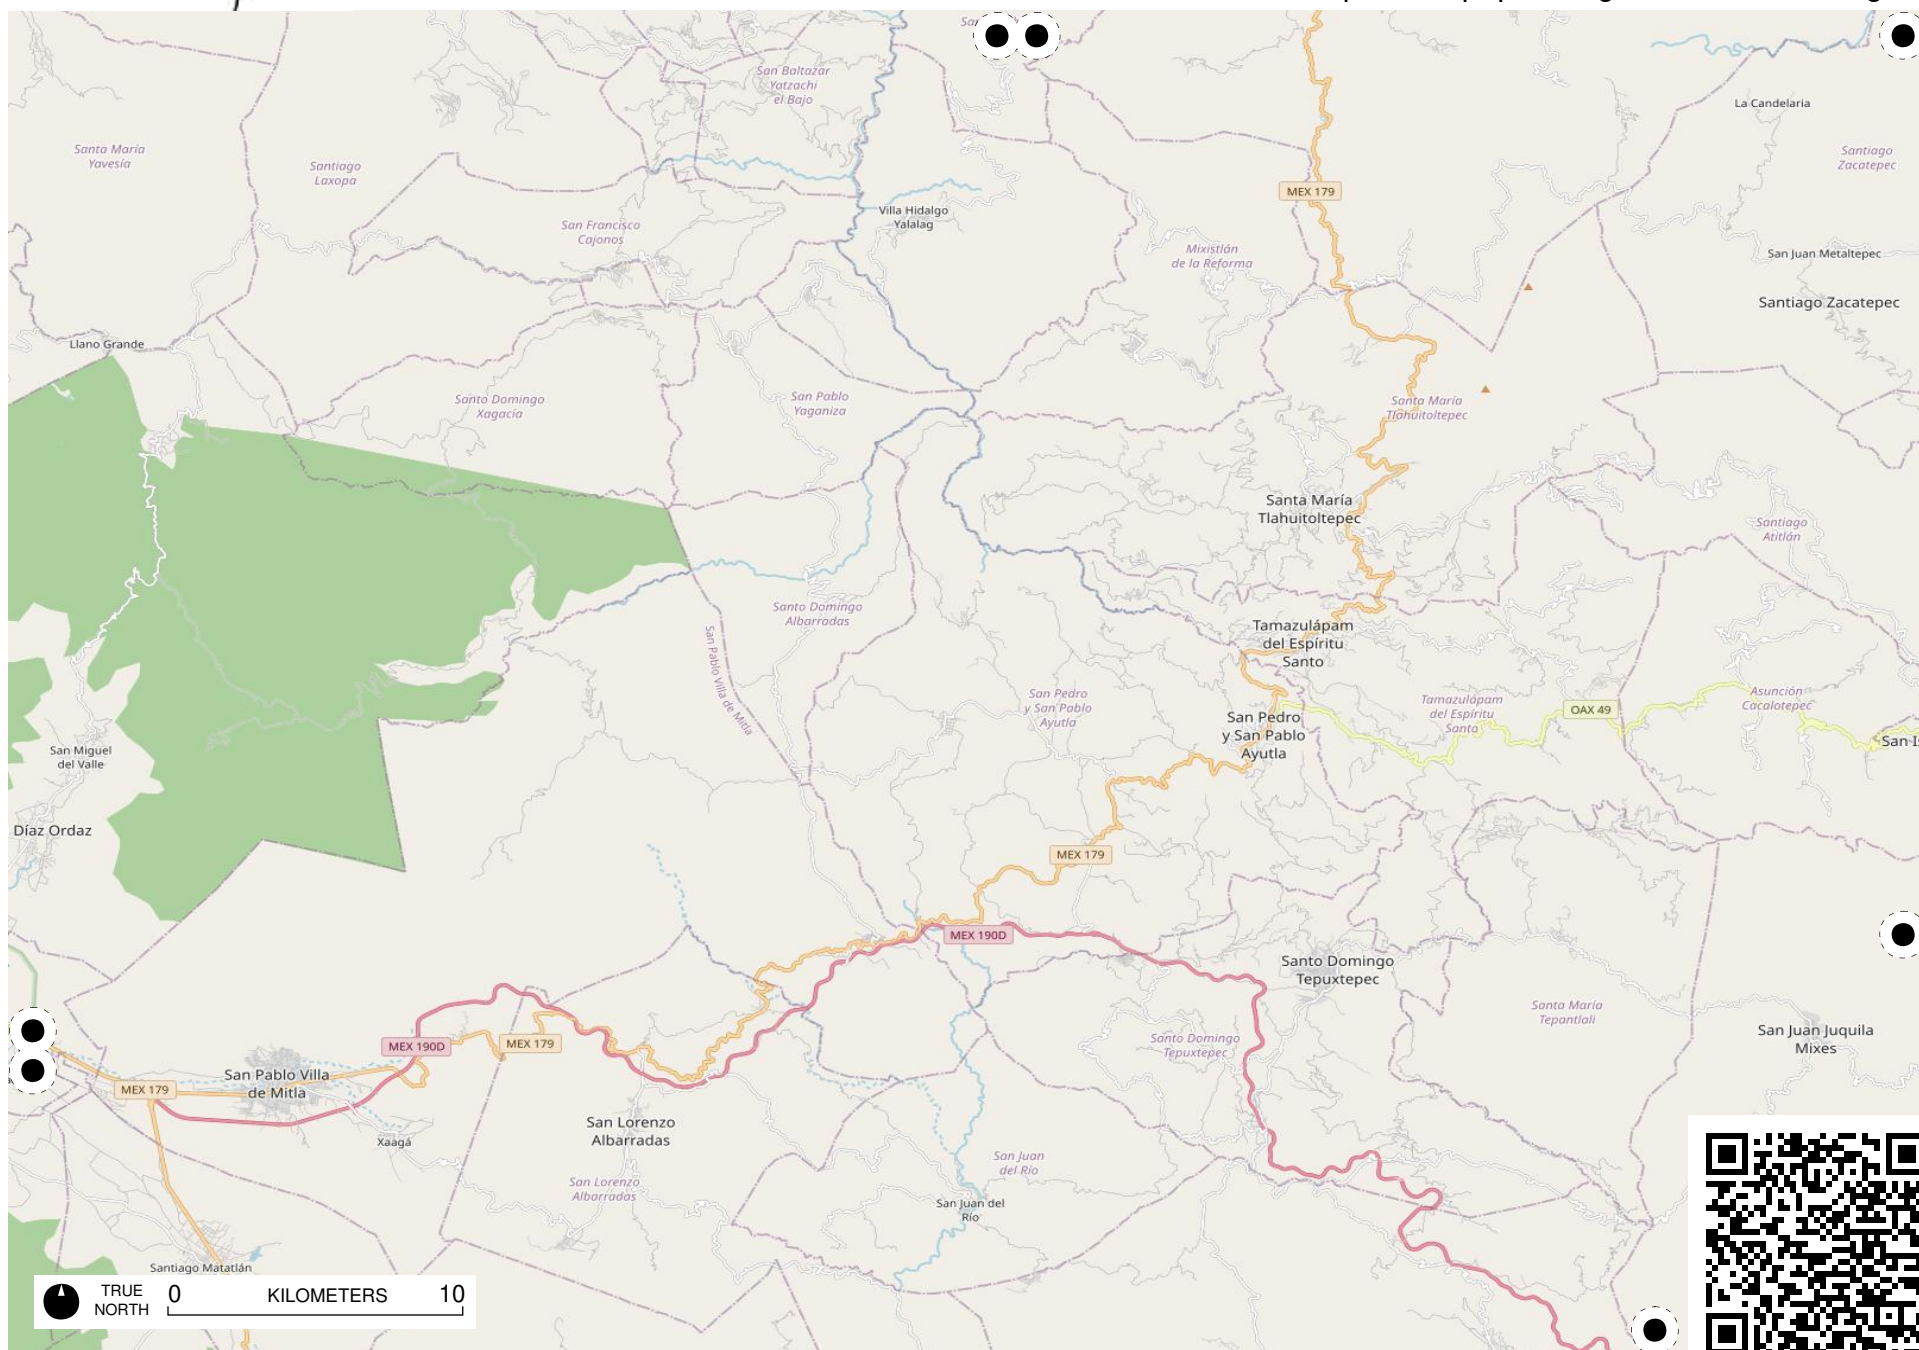 San Baltazar
Yatzachi
el Bajo
La Candelaria
Santa María
Yavesía
Santiago
Laxopa
Santiago
Zacatepec
MEX 179
Villa Hidalgo
Yalalag
San Francisco
Cajonos
Mixistlán
de la Reforma
San Juan Metaltepec
Santiago Zacatepec
Llano Grande
Santo Domingo
Xagacía
San Pablo
Yaganiza
Santa María
Tlahuitoltepec
Santa María
Tlahuitoltepec
Santiago
Atitlán
Santo Domingo
Albarradas
San Pablo Villa de Mitla
Tamazulápam
del Espíritu
Santo
San Pedro
y San Pablo
Ayutla
San Pedro
y San Pablo
Ayutla
Tamazulápam
del Espíritu
Santo
OAX 49
Asunción
Cacalotepec
San I
San Miguel
del Valle
Díaz Ordaz
MEX 179
MEX 190D
Santo Domingo
Tepuxtepec
Santa María
Tepantlali
San Juan Juquila
Mixes
Santo Domingo
Tepuxtepec
MEX 190D
MEX 179
San Pablo Villa
de Mitla
MEX 179
Xaagá
San Lorenzo
Albarradas
San Juan
del Río
San Lorenzo
Albarradas
San Juan del
Río
Santiago Matatlán
TRUE
NORTH
0 KILOMETERS 10